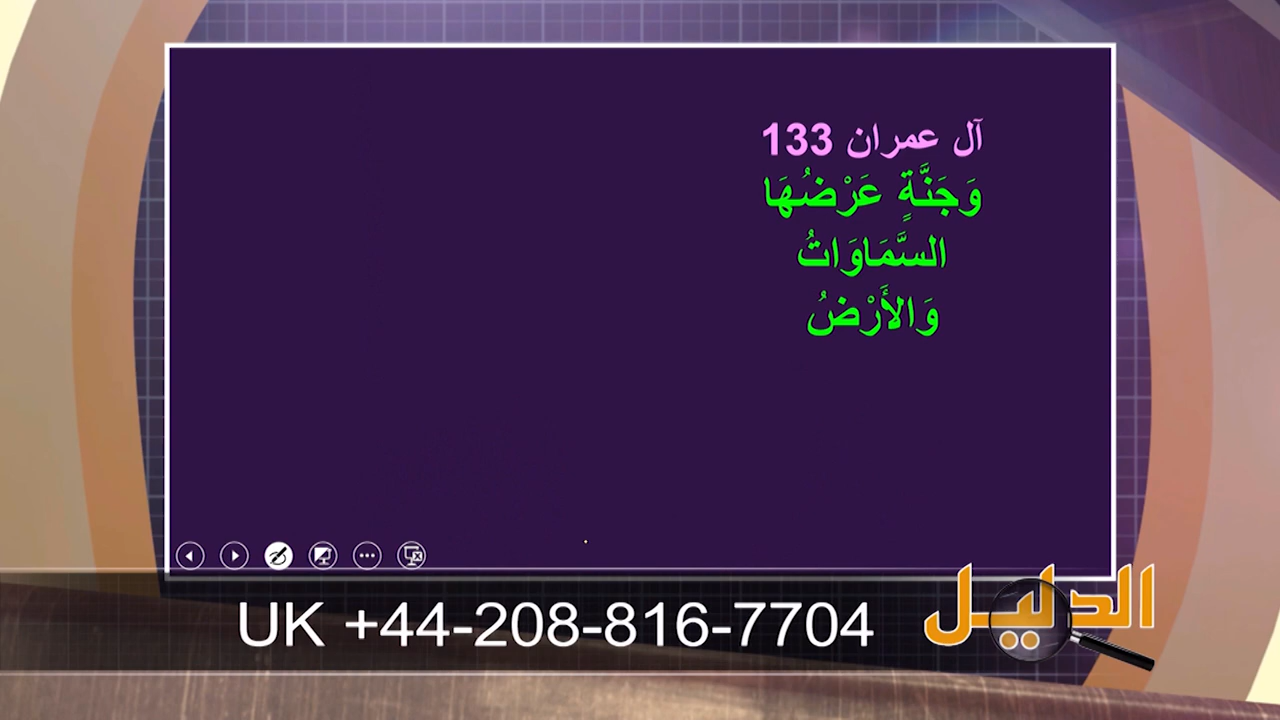 آل عمران 133
وَجَنَّةٍ عَرْضُهَا
السَّمَاوَاتُ
وَالأَرْضُ
UK +44-208-816-7704
الدليل